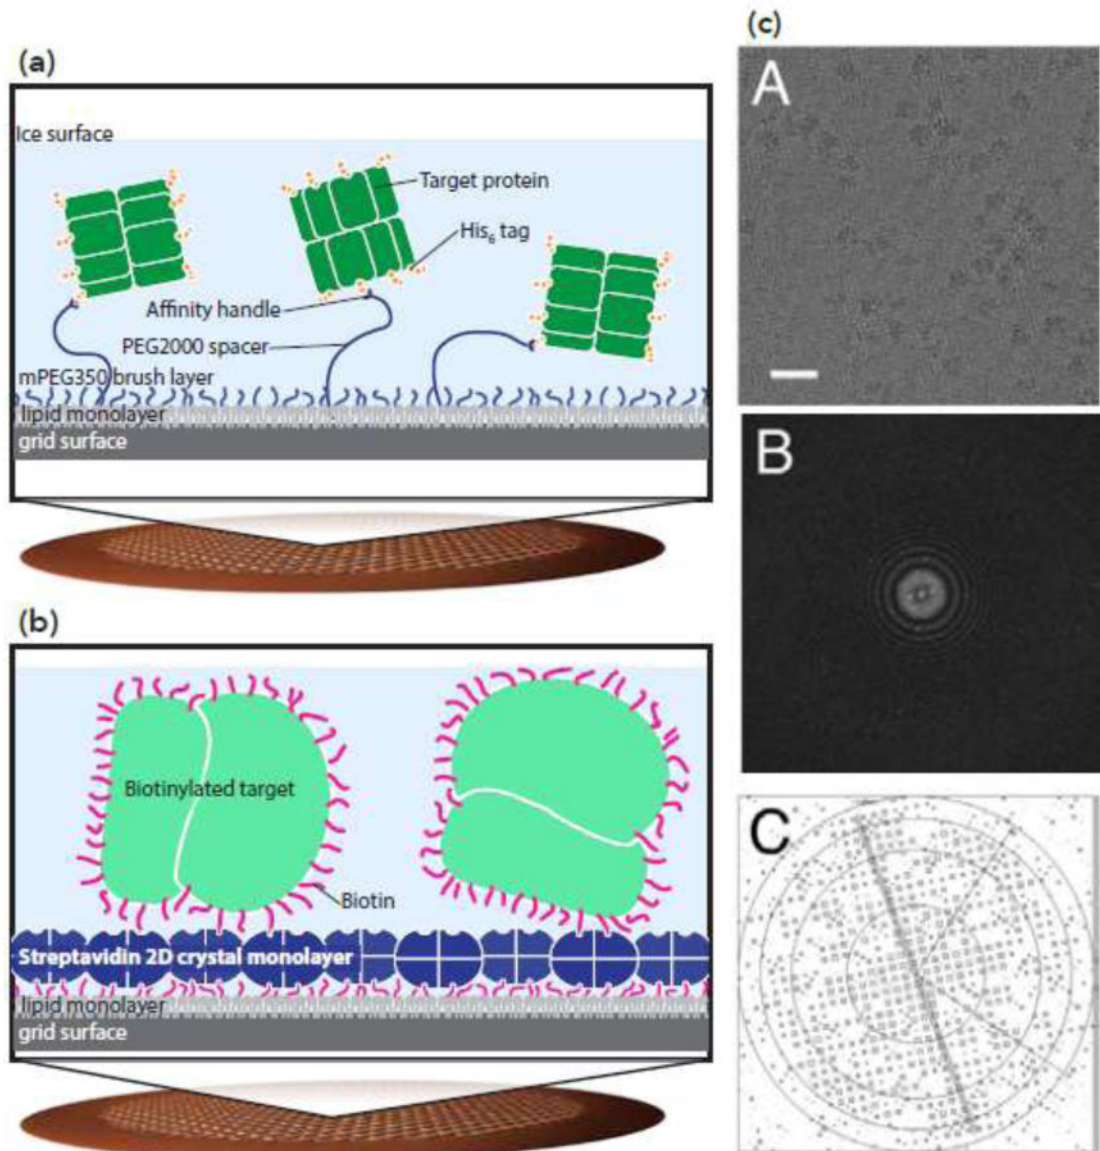 (a)
Ice surface
Target protein
His₆ tag
Affinity handle
PEG2000 spacer
mPEG350 brush layer
lipid monolayer
grid surface
(b)
Biotinylated target
Biotin
Streptavidin 2D crystal monolayer
lipid monolayer
grid surface
(c)
A
B
C